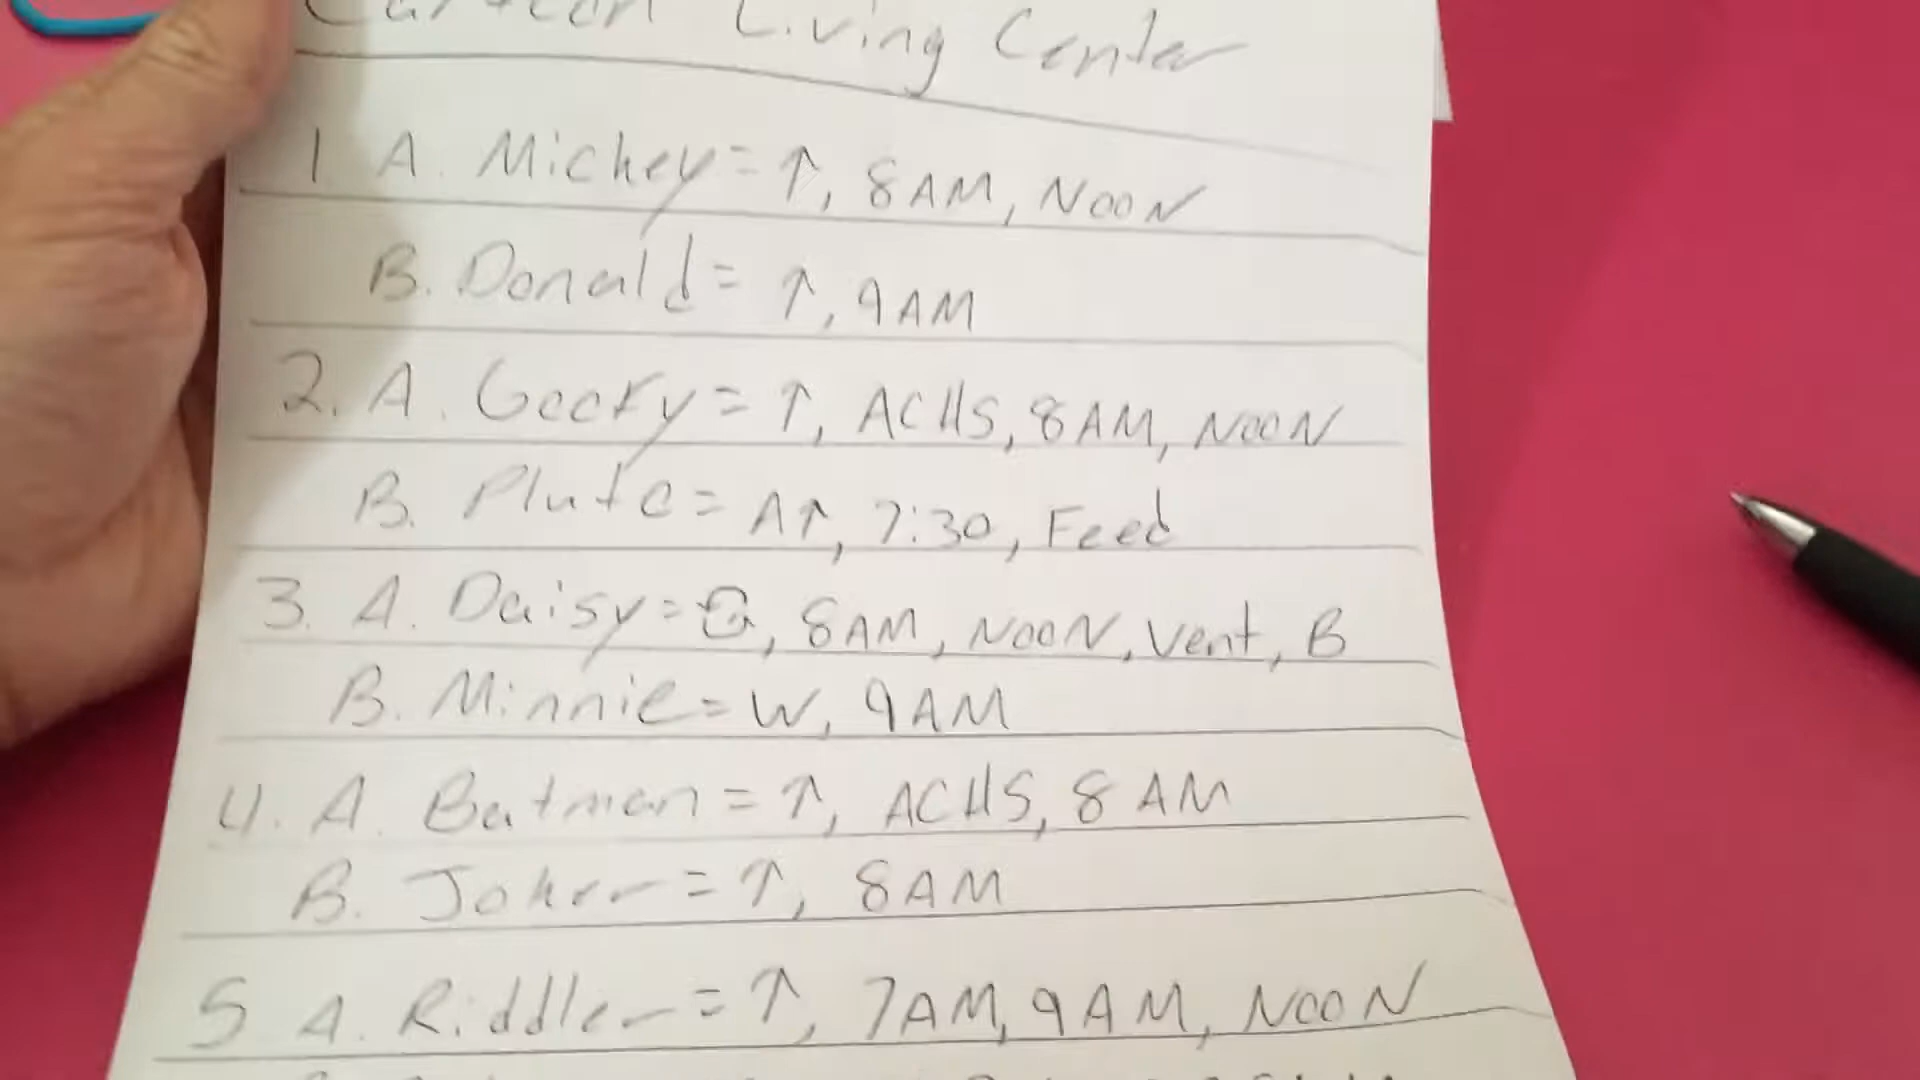 Living Center
1 A. Mickey = ↑, 8AM, NOON
B. Donald = ↑, 9AM
2. A. Goofy = ↑, ACHS, 8AM, NOON
B. Pluto = A↑, 7:30, Feed
3. A. Daisy = , 8AM, NOON, Vent, B
B. Minnie = W, 9AM
4. A. Batman = ↑, ACHS, 8 AM
B. Joker = ↑, 8AM
5 A. Riddler = ↑, 7AM, 9AM, NOON